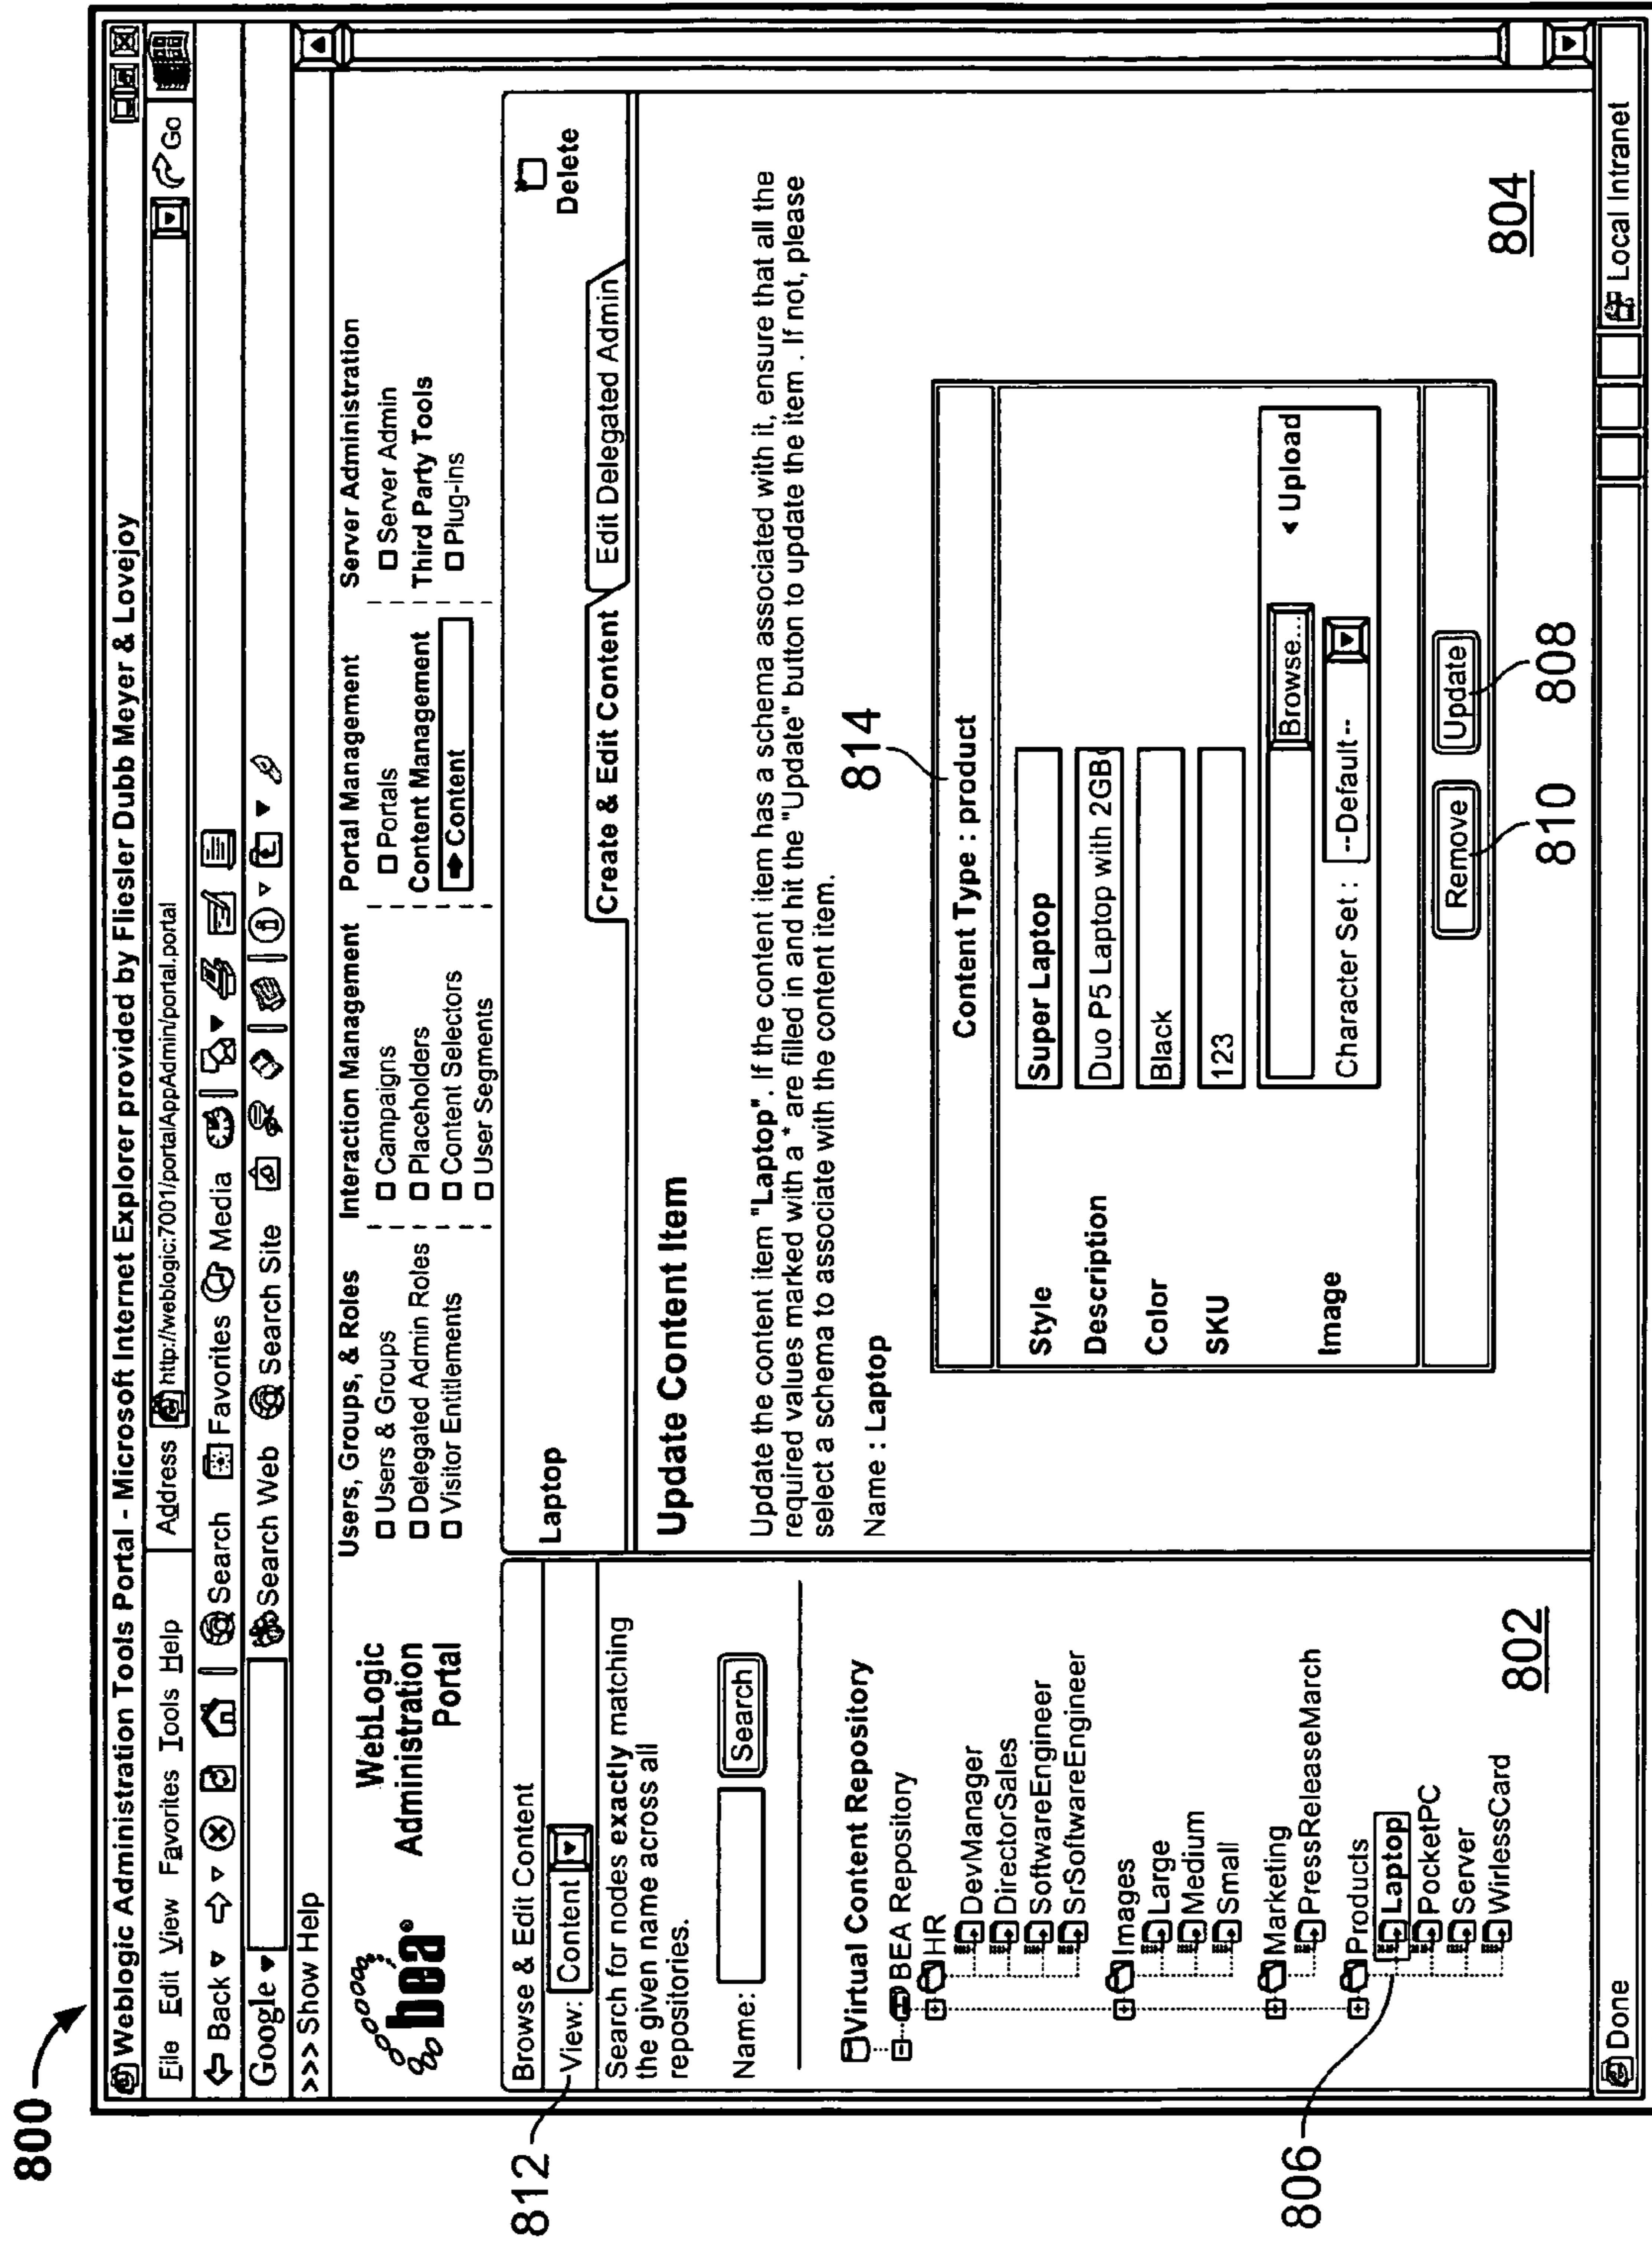 800
Weblogic Administration Tools Portal - Microsoft Internet Explorer provided by Fliesler Dubb Meyer & Lovejoy
File Edit View Favorites Tools Help
Address http://weblogic:7001/portalAppAdmin/portal.portal
Go
Back
Search Favorites Media
Google
Search Web Search Site
>>> Show Help
bea
WebLogic
Administration
Portal
Users, Groups, & Roles
Users & Groups
Delegated Admin Roles
Visitor Entitlements
Interaction Management
Campaigns
Placeholders
Content Selectors
User Segments
Portal Management
Portals
Content Management
Content
Server Administration
Server Admin
Third Party Tools
Plug-ins
812
Browse & Edit Content
View: Content
Search for nodes exactly matching
the given name across all
repositories.
Name:
Search
Virtual Content Repository
BEA Repository
HR
DevManager
DirectorSales
SoftwareEngineer
SrSoftwareEngineer
Images
Large
Medium
Small
Marketing
PressReleaseMarch
Products
Laptop
PocketPC
Server
WirlessCard
806
802
Laptop
Delete
Create & Edit Content
Edit Delegated Admin
Update Content Item
Update the content item "Laptop". If the content item has a schema associated with it, ensure that all the
required values marked with a * are filled in and hit the "Update" button to update the item . If not, please
select a schema to associate with the content item.
Name : Laptop
814
Content Type : product
Style Super Laptop
Description Duo P5 Laptop with 2GB
Color Black
SKU 123
Image
Browse...
Upload
Character Set : --Default--
Remove
Update
810
808
804
Done
Local Intranet